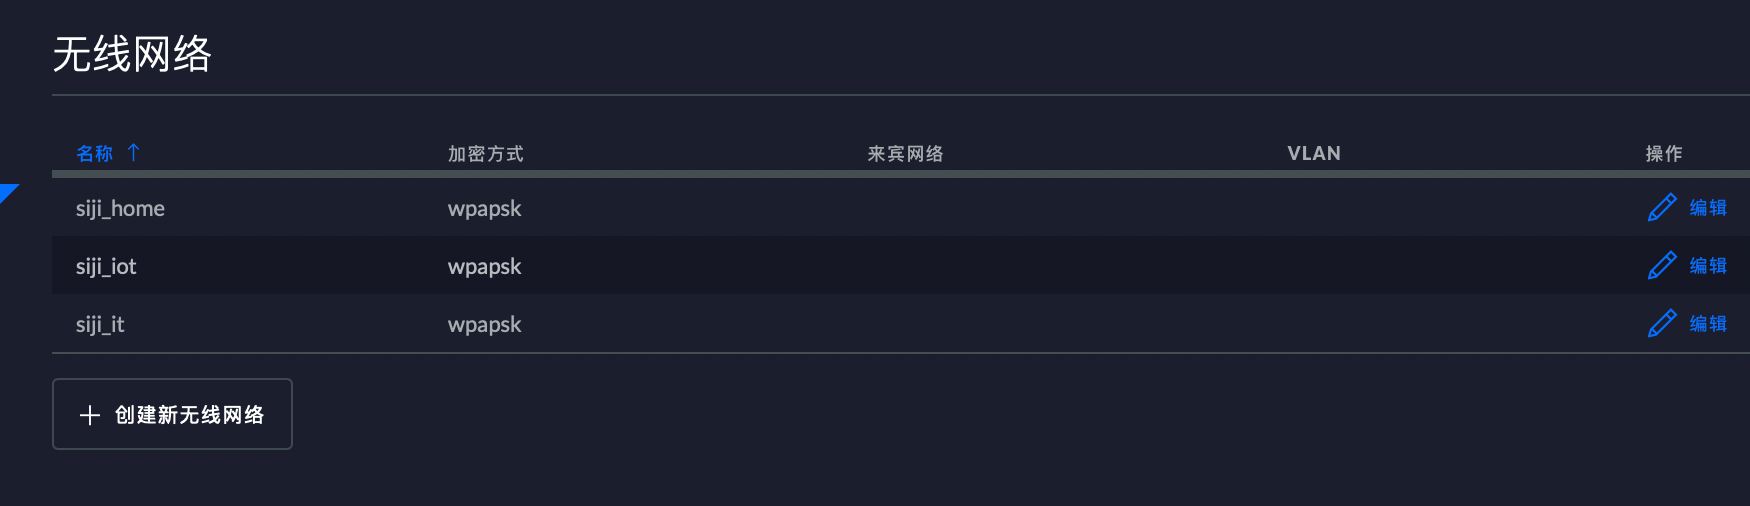 无线网络
名称 ↑ 加密方式 来宾网络 VLAN 操作
siji_home wpapsk 编辑
siji_iot wpapsk 编辑
siji_it wpapsk 编辑
+ 创建新无线网络